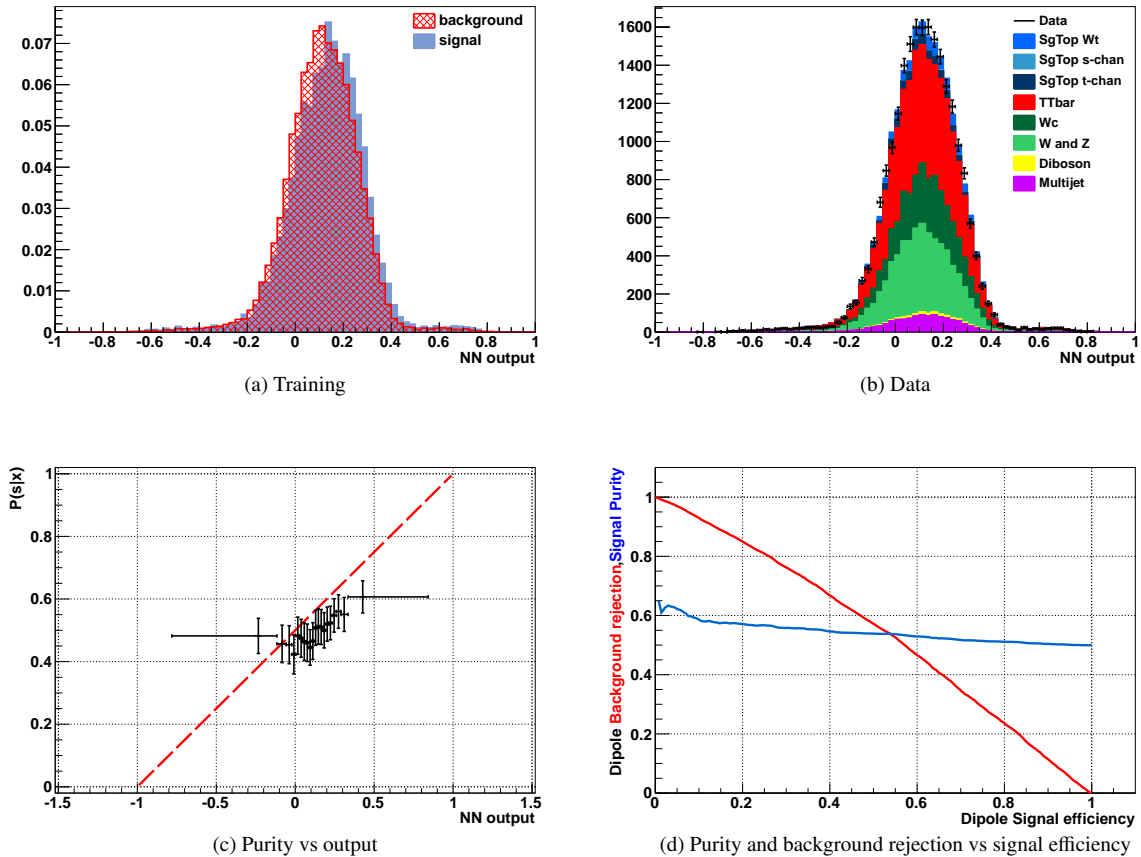 0.07
0.06
0.05
0.04
0.03
0.02
0.01
0
background
signal
-1 -0.8 -0.6 -0.4 -0.2 0 0.2 0.4 0.6 0.8 1
NN output
(a) Training
1600
1400
1200
1000
800
600
400
200
0
Data
SgTop Wt
SgTop s-chan
SgTop t-chan
TTbar
Wc
W and Z
Diboson
Multijet
-1 -0.8 -0.6 -0.4 -0.2 0 0.2 0.4 0.6 0.8 1
NN output
(b) Data
P(s|x)
1
0.8
0.6
0.4
0.2
0
-1.5 -1 -0.5 0 0.5 1 1.5
NN output
(c) Purity vs output
Dipole Background rejection,Signal Purity
1
0.8
0.6
0.4
0.2
0
0 0.2 0.4 0.6 0.8 1
Dipole Signal efficiency
(d) Purity and background rejection vs signal efficiency